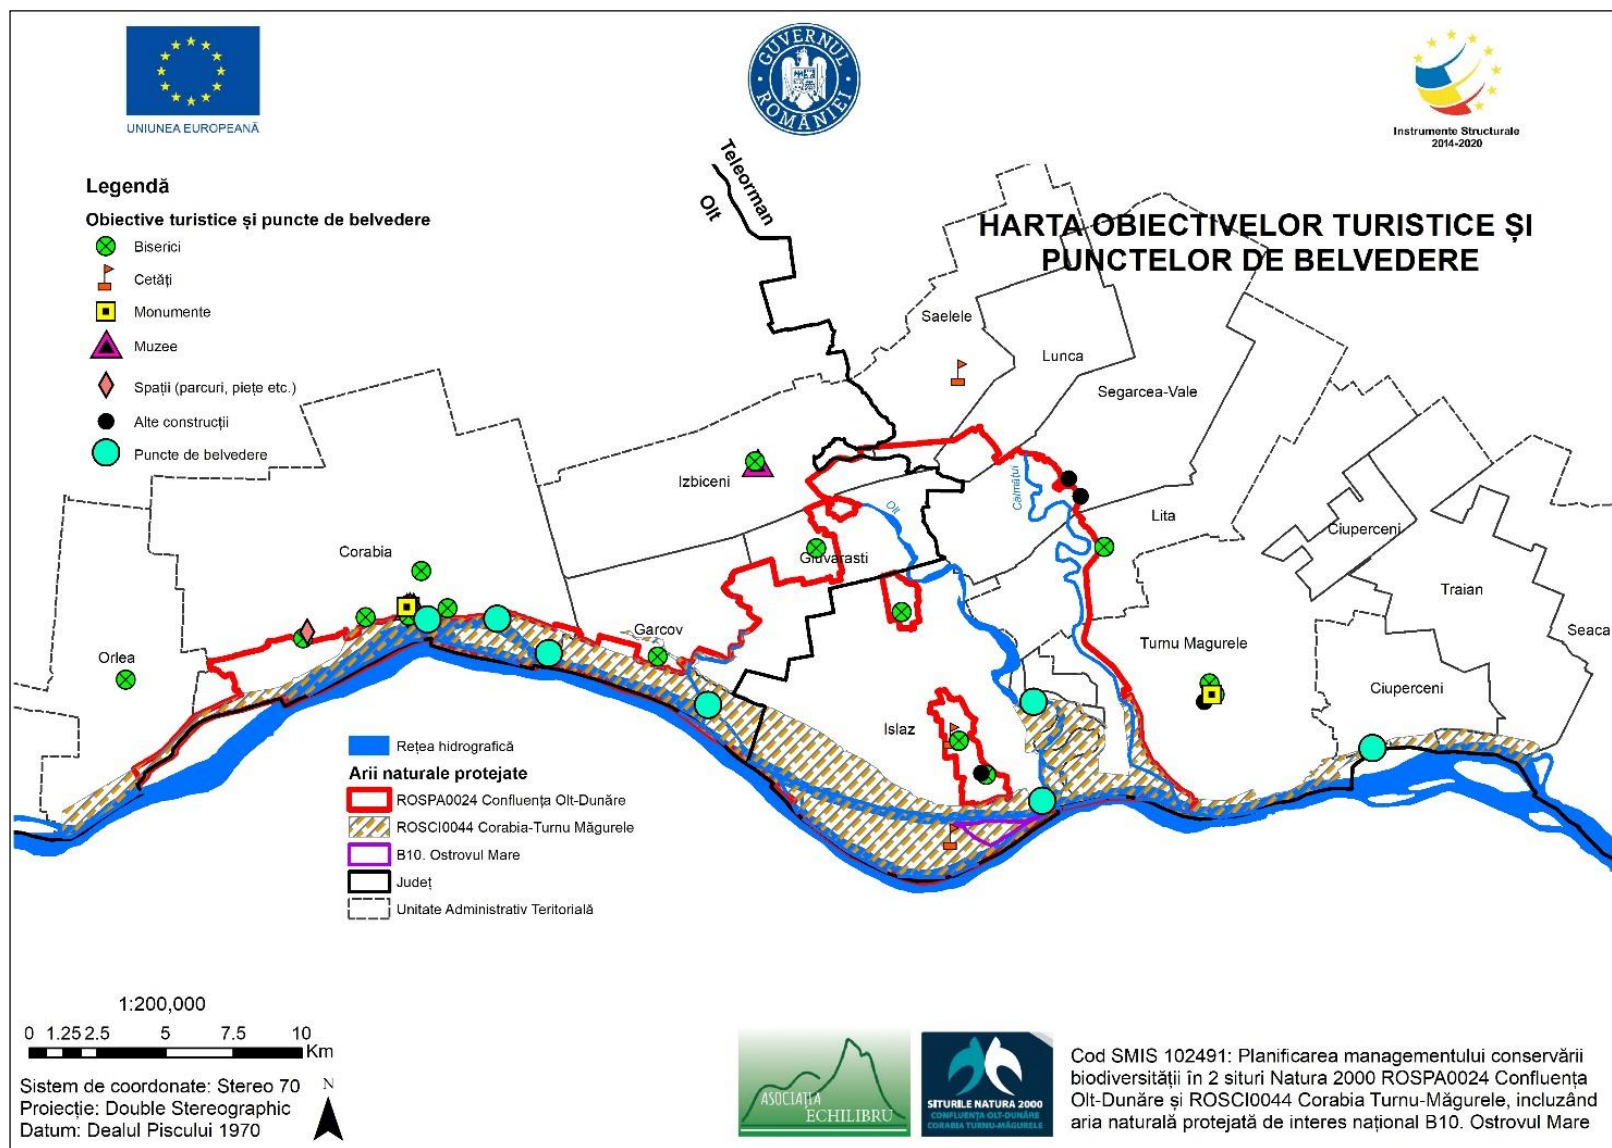 UNIUNEA EUROPEANĂ
GUVERNUL ROMÂNIEI
Instrumente Structurale
2014-2020
HARTA OBIECTIVELOR TURISTICE ȘI
PUNCTELOR DE BELVEDERE
Legendă
Obiective turistice și puncte de belvedere
Biserici
Cetăți
Monumente
Muzee
Spații (parcuri, piețe etc.)
Alte construcții
Puncte de belvedere
Teleorman
Olt
Saelele
Lunca
Segarcea-Vale
Izbiceni
Călmățui
Olt
Lita
Ciuperceni
Corabia
Giuvarasti
Traian
Garcov
Seaca
Orlea
Turnu Magurele
Ciuperceni
Islaz
Rețea hidrografică
Arii naturale protejate
ROSPA0024 Confluența Olt-Dunăre
ROSCI0044 Corabia-Turnu Măgurele
B10. Ostrovul Mare
Județ
Unitate Administrativ Teritorială
1:200,000
0 1.25 2.5 5 7.5 10
Km
Sistem de coordonate: Stereo 70
Proiecție: Double Stereographic
Datum: Dealul Piscului 1970
N
ASOCIAȚIA
ECHILIBRU
SITURILE NATURA 2000
CONFLUENȚA OLT-DUNĂRE
CORABIA TURNU-MĂGURELE
Cod SMIS 102491: Planificarea managementului conservării
biodiversității în 2 situri Natura 2000 ROSPA0024 Confluența
Olt-Dunăre și ROSCI0044 Corabia Turnu-Măgurele, incluzând
aria naturală protejată de interes național B10. Ostrovul Mare